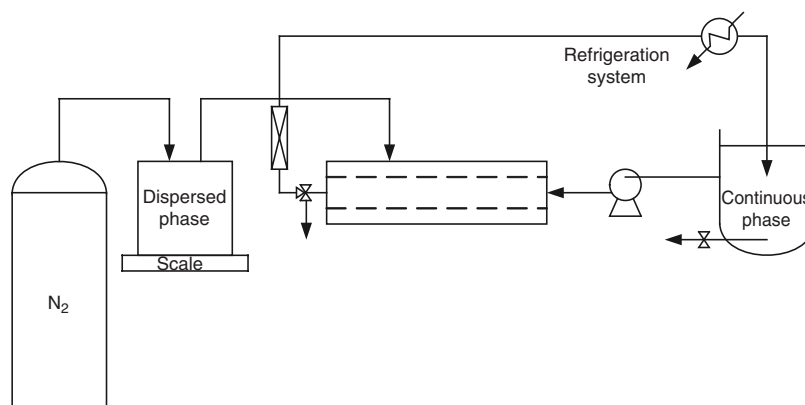 Refrigeration
system
Dispersed
phase
Continuous
phase
Scale
N₂